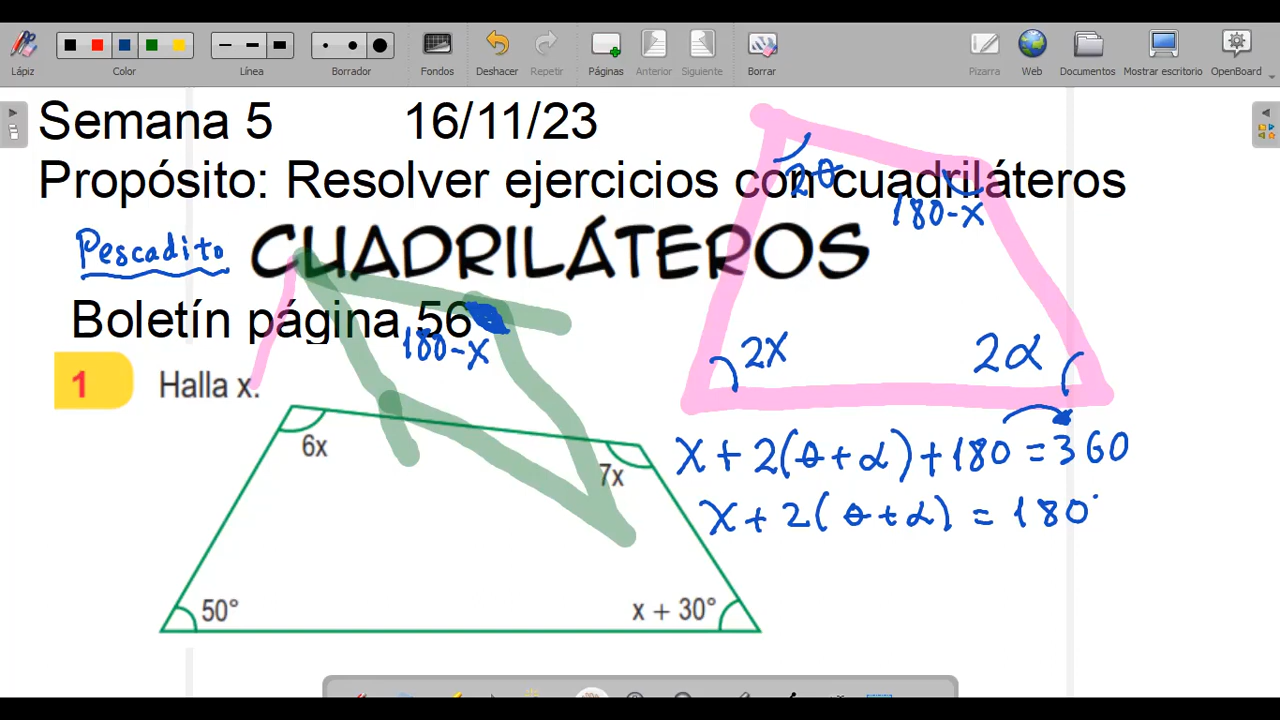 Lápiz
Color
Línea
Borrador
Fondos
Deshacer
Repetir
Páginas
Anterior
Siguiente
Borrar
Pizarra
Web
Documentos
Mostrar escritorio
OpenBoard
Semana 5 16/11/23
Propósito: Resolver ejercicios con cuadriláteros
2θ
180-x
Pescadito
CUADRILÁTEROS
Boletín página 56
180-x
2x
2α
1 Halla x.
6x
7x
x+2(θ+α)+180=360
x+2(θ+α)=180°
50°
x + 30°